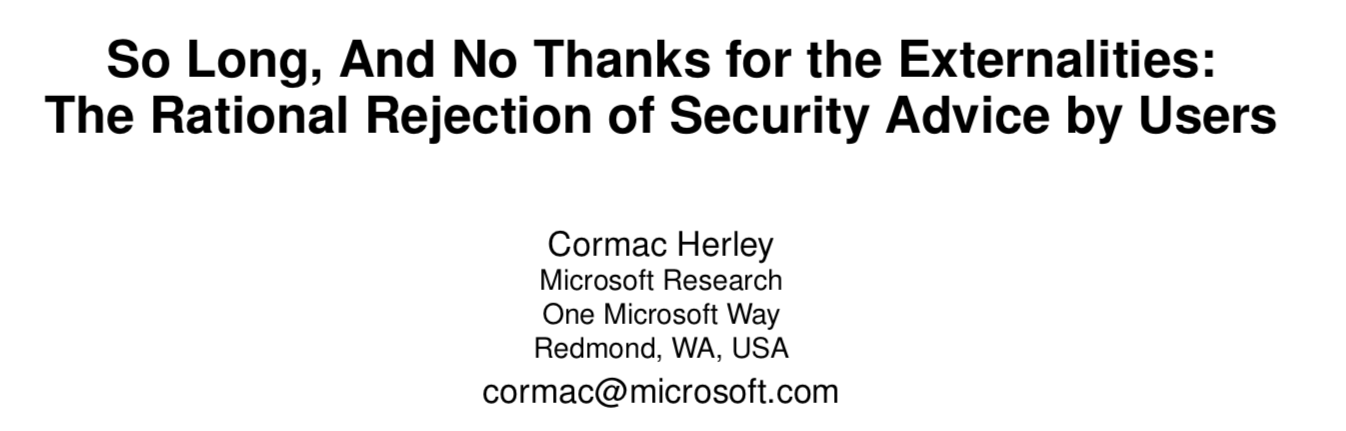 So Long, And No Thanks for the Externalities:
The Rational Rejection of Security Advice by Users
Cormac Herley
Microsoft Research
One Microsoft Way
Redmond, WA, USA
cormac@microsoft.com